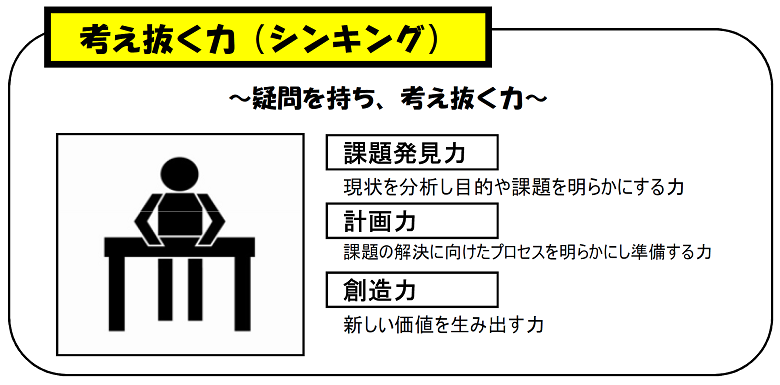 考え抜く力（シンキング）
～疑問を持ち、考え抜く力～
課題発見力
現状を分析し目的や課題を明らかにする力
計画力
課題の解決に向けたプロセスを明らかにし準備する力
創造力
新しい価値を生み出す力